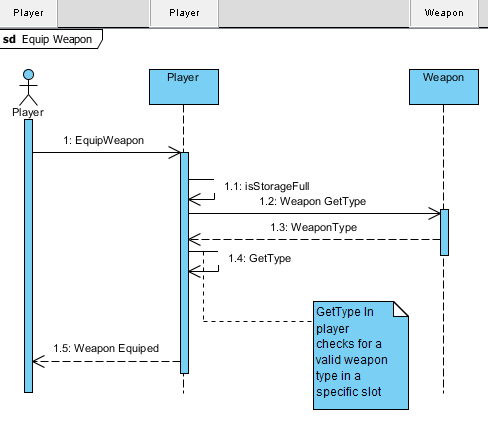 Player Player Weapon
sd Equip Weapon
Player Weapon
Player
1: EquipWeapon
1.1: isStorageFull
1.2: Weapon GetType
1.3: WeaponType
1.4: GetType
GetType In
player
checks for a
valid weapon
type in a
specific slot
1.5: Weapon Equiped